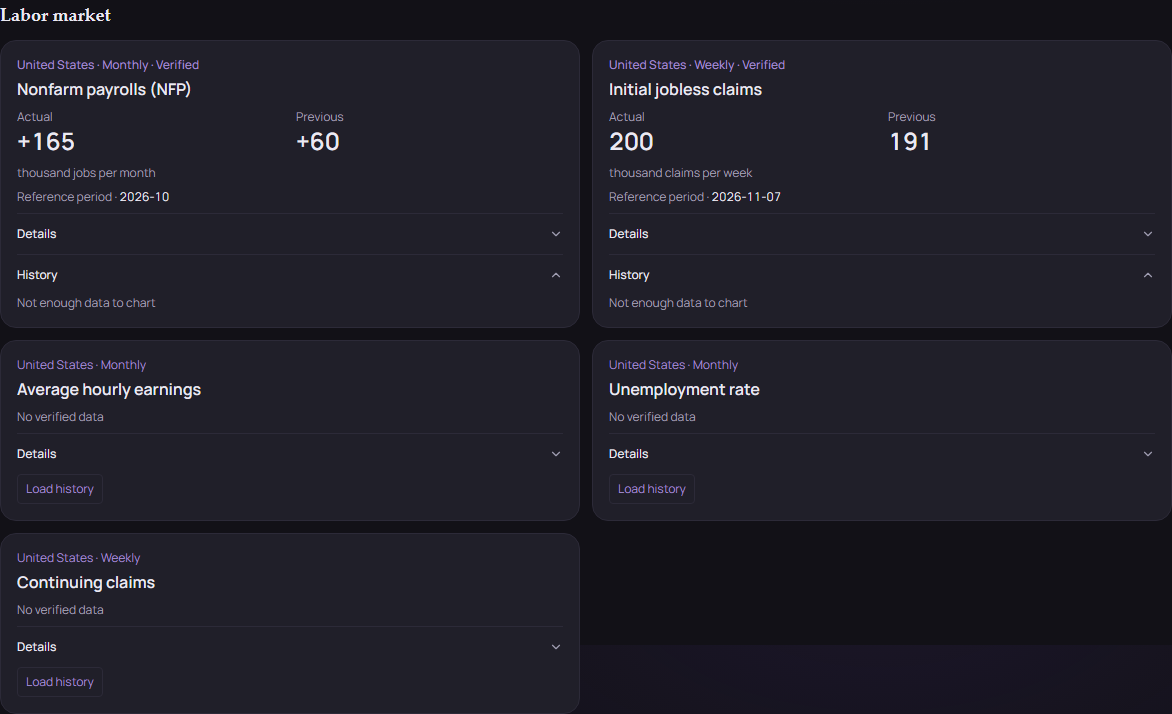 Labor market
United States · Monthly · Verified
Nonfarm payrolls (NFP)
Actual Previous
+165 +60
thousand jobs per month
Reference period · 2026-10
Details
History
Not enough data to chart
United States · Weekly · Verified
Initial jobless claims
Actual Previous
200 191
thousand claims per week
Reference period · 2026-11-07
Details
History
Not enough data to chart
United States · Monthly
Average hourly earnings
No verified data
Details
Load history
United States · Monthly
Unemployment rate
No verified data
Details
Load history
United States · Weekly
Continuing claims
No verified data
Details
Load history